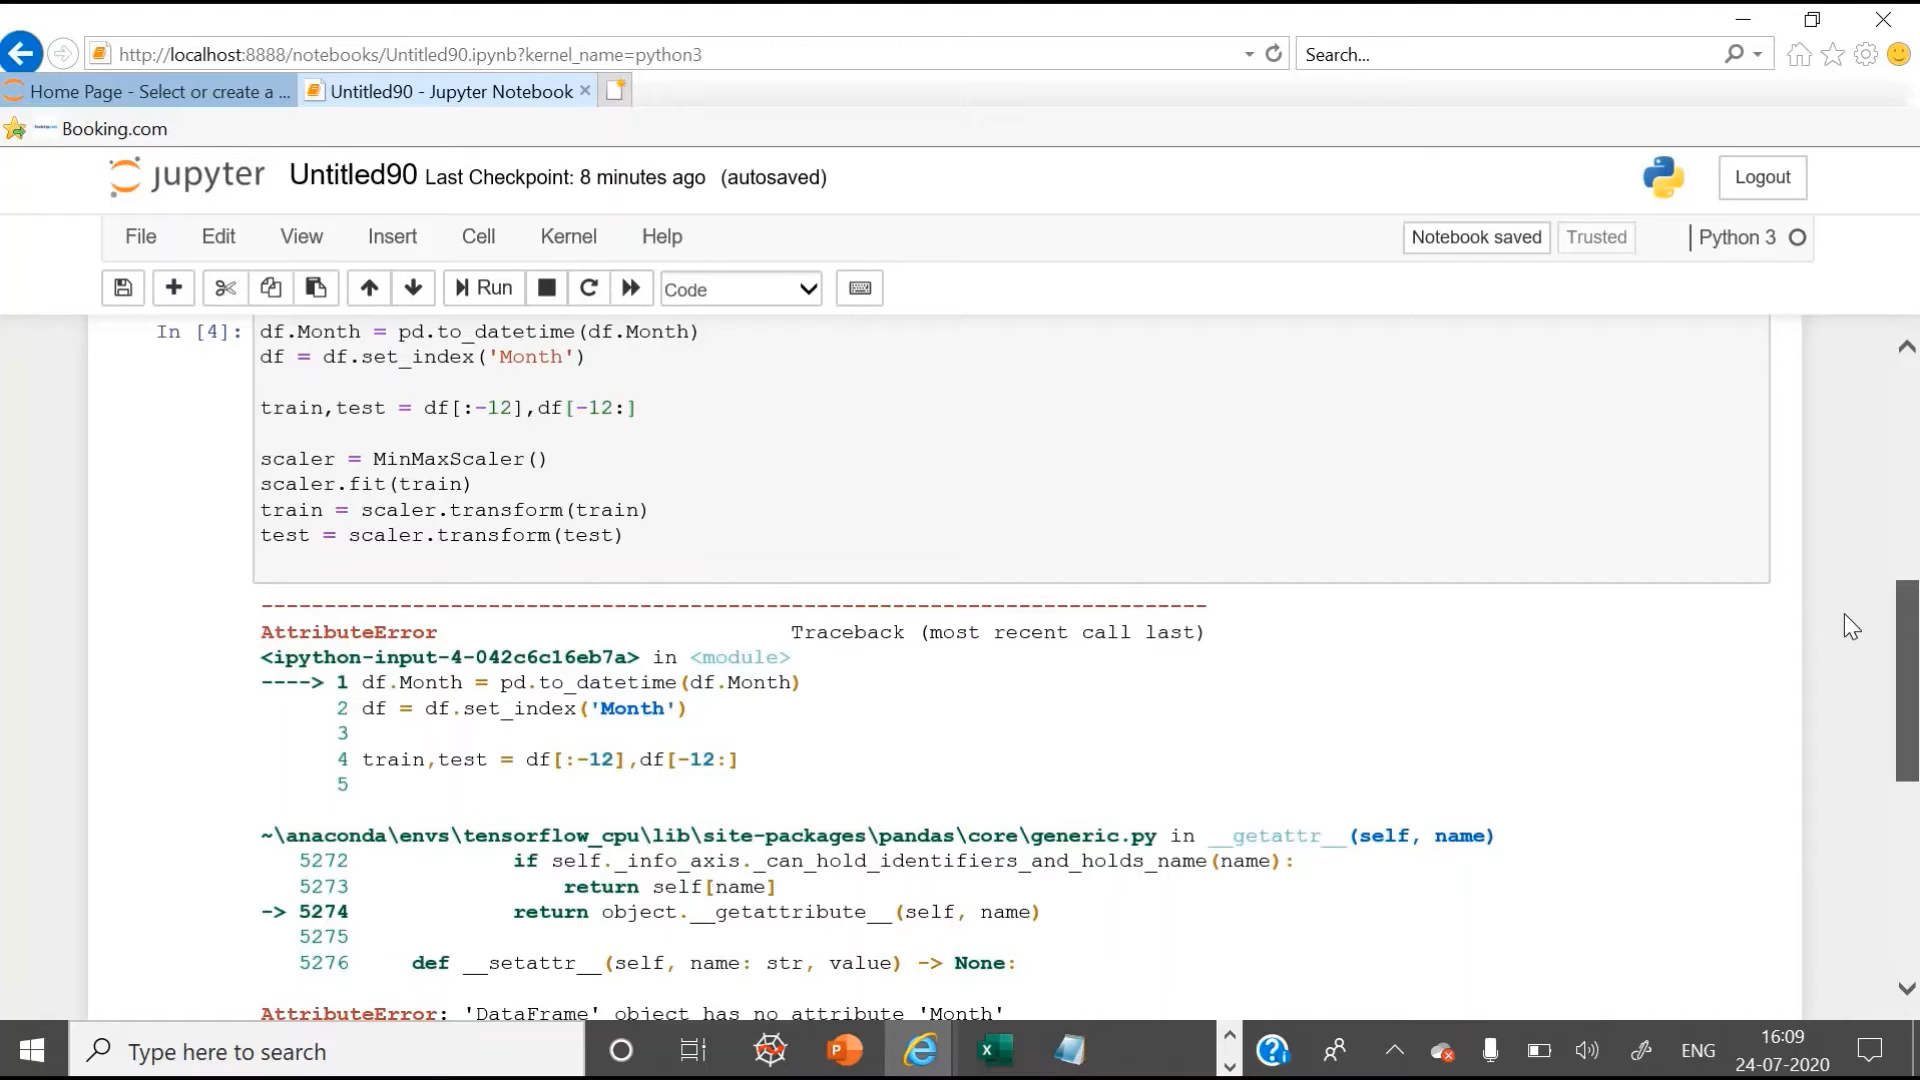 http://localhost:8888/notebooks/Untitled90.ipynb?kernel_name=python3
Search...
Home Page - Select or create a ...
Untitled90 - Jupyter Notebook
Booking.com
jupyter Untitled90 Last Checkpoint: 8 minutes ago (autosaved)
Logout
File Edit View Insert Cell Kernel Help
Notebook saved Trusted Python 3
Run Code
In [4]: df.Month = pd.to_datetime(df.Month)
df = df.set_index('Month')
train,test = df[:-12],df[-12:]
scaler = MinMaxScaler()
scaler.fit(train)
train = scaler.transform(train)
test = scaler.transform(test)
---------------------------------------------------------------------------
AttributeError Traceback (most recent call last)
<ipython-input-4-042c6c16eb7a> in <module>
----> 1 df.Month = pd.to_datetime(df.Month)
2 df = df.set_index('Month')
3
4 train,test = df[:-12],df[-12:]
5
~\anaconda\envs\tensorflow_cpu\lib\site-packages\pandas\core\generic.py in __getattr__(self, name)
5272 if self._info_axis._can_hold_identifiers_and_holds_name(name):
5273 return self[name]
-> 5274 return object.__getattribute__(self, name)
5275
5276 def __setattr__(self, name: str, value) -> None:
AttributeError: 'DataFrame' object has no attribute 'Month'
Type here to search
ENG
16:09
24-07-2020